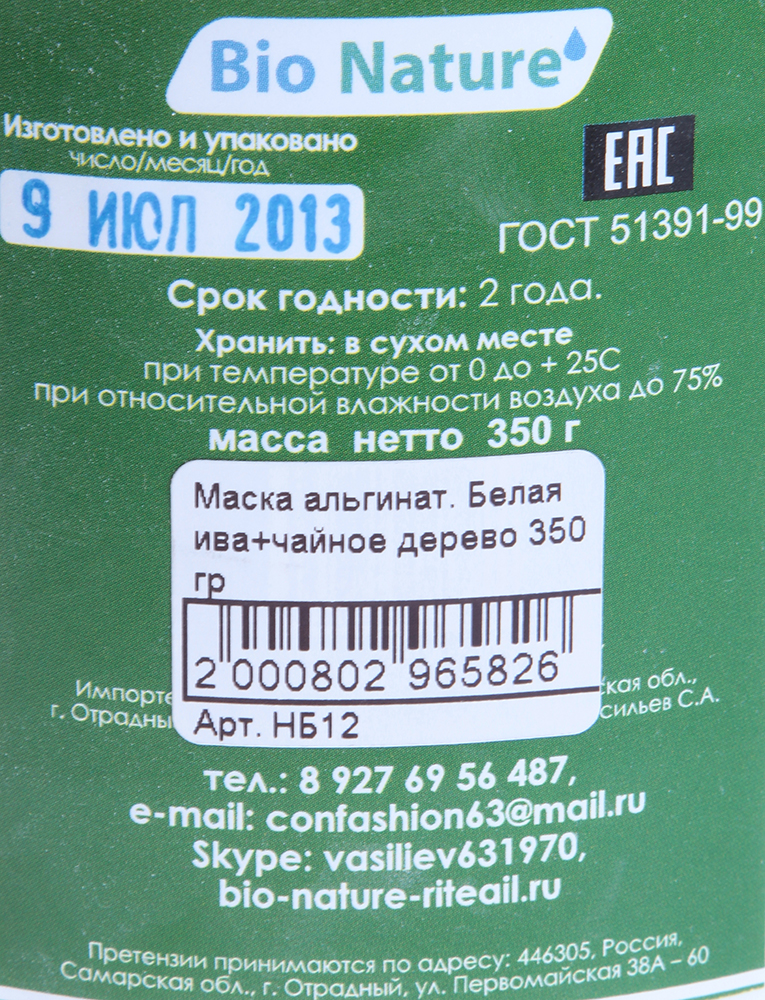 Bio Nature
Изготовлено и упаковано
число/месяц/год
9 ИЮЛ 2013
ЕАС
ГОСТ 51391-99
Срок годности: 2 года.
Хранить: в сухом месте
при температуре от 0 до + 25С
при относительной влажности воздуха до 75%
масса нетто 350 г
Маска альгинат. Белая
ива+чайное дерево 350
гр
2 000802 965826
Арт. НБ12
обл.,
г. С.А.
тел.: 8 927 69 56 487,
e-mail: confashion63@mail.ru
Skype: vasiliev631970,
bio-nature-riteail.ru
Претензии принимаются по адресу: 446305, Россия,
Самарская обл., г. Отрадный, ул. Первомайская 38А – 60